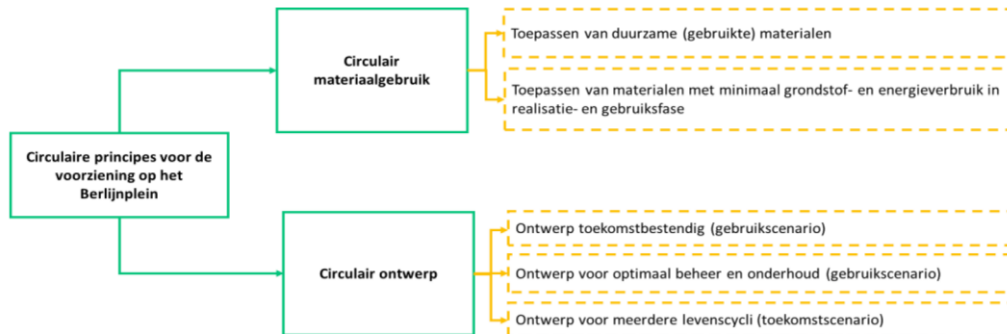 Circulaire principes voor de
voorziening op het
Berlijnplein
Circulair
materiaalgebruik
Toepassen van duurzame (gebruikte) materialen
Toepassen van materialen met minimaal grondstof- en energieverbruik in
realisatie- en gebruiksfase
Circulair ontwerp
Ontwerp toekomstbestendig (gebruikscenario)
Ontwerp voor optimaal beheer en onderhoud (gebruikscenario)
Ontwerp voor meerdere levenscycli (toekomstscenario)